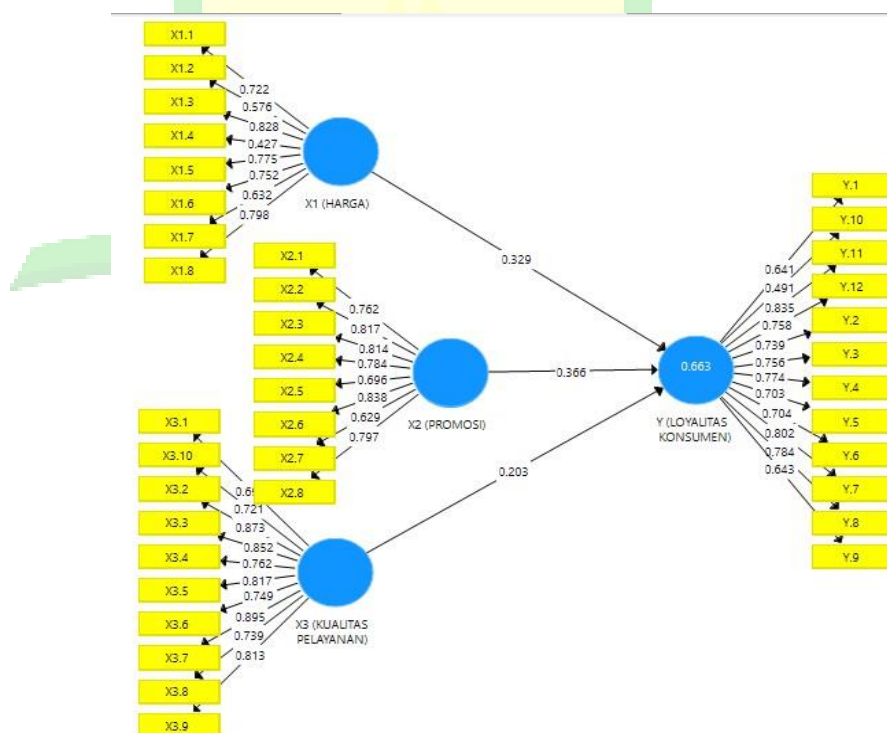 X1.1
X1.2
X1.3
X1.4
X1.5
X1.6
X1.7
X1.8
0.722
0.576
0.828
0.427
0.775
0.752
0.632
0.798
X1 (HARGA)
0.329
X2.1
X2.2
X2.3
X2.4
X2.5
X2.6
X2.7
X2.8
0.762
0.817
0.814
0.784
0.696
0.838
0.629
0.797
X2 (PROMOSI)
0.366
X3.1
X3.10
X3.2
X3.3
X3.4
X3.5
X3.6
X3.7
X3.8
X3.9
0.721
0.873
0.852
0.762
0.817
0.749
0.895
0.739
0.813
X3 (KUALITAS
PELAYANAN)
0.203
0.663
Y (LOYALITAS
KONSUMEN)
0.641
0.491
0.835
0.758
0.739
0.756
0.774
0.703
0.704
0.802
0.784
0.643
Y.1
Y.10
Y.11
Y.12
Y.2
Y.3
Y.4
Y.5
Y.6
Y.7
Y.8
Y.9